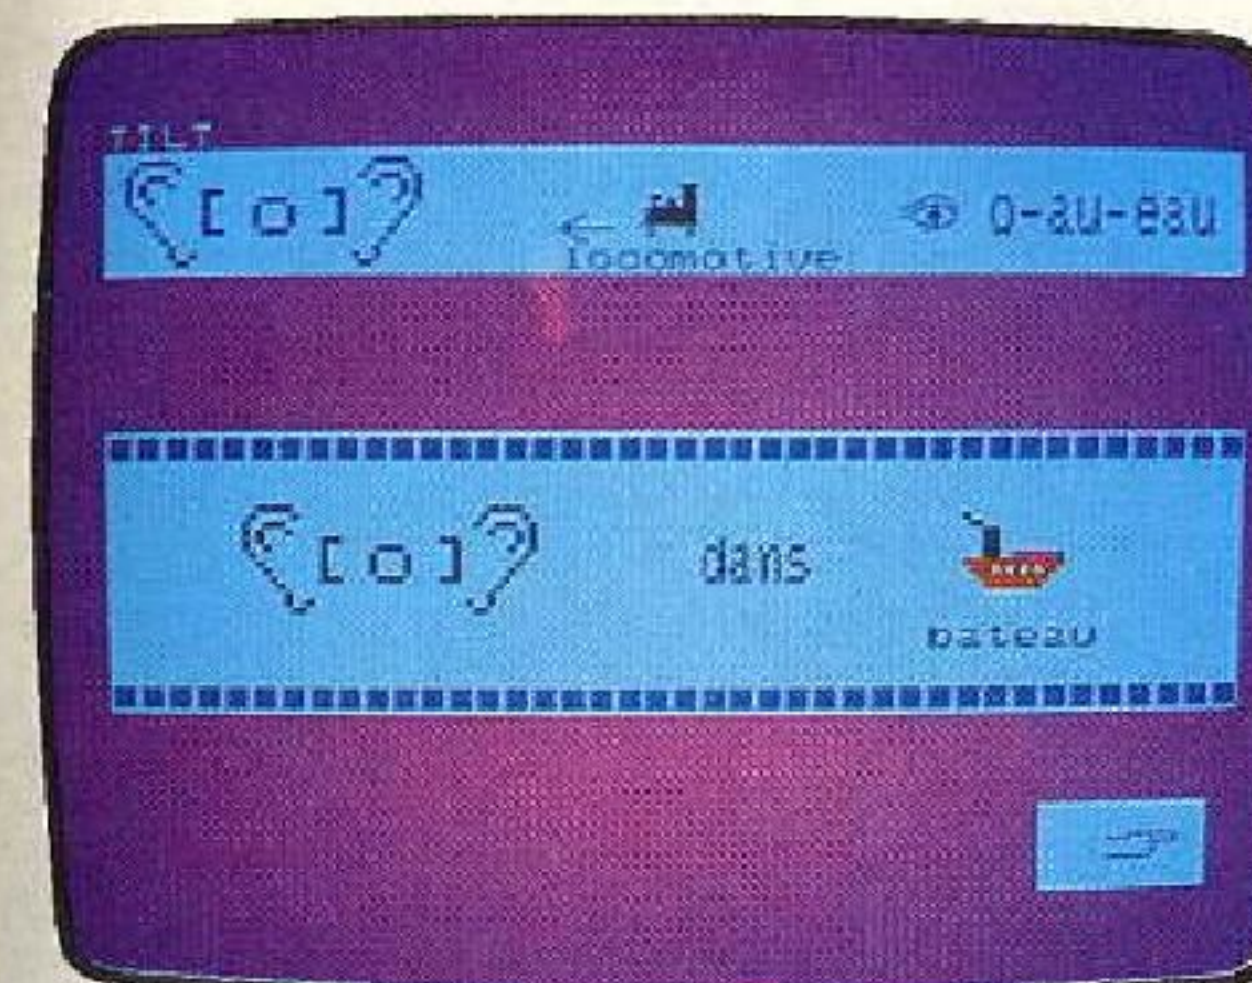 TILT
[ o ] o-au-eau
locomotive
[ o ] dans
bateau